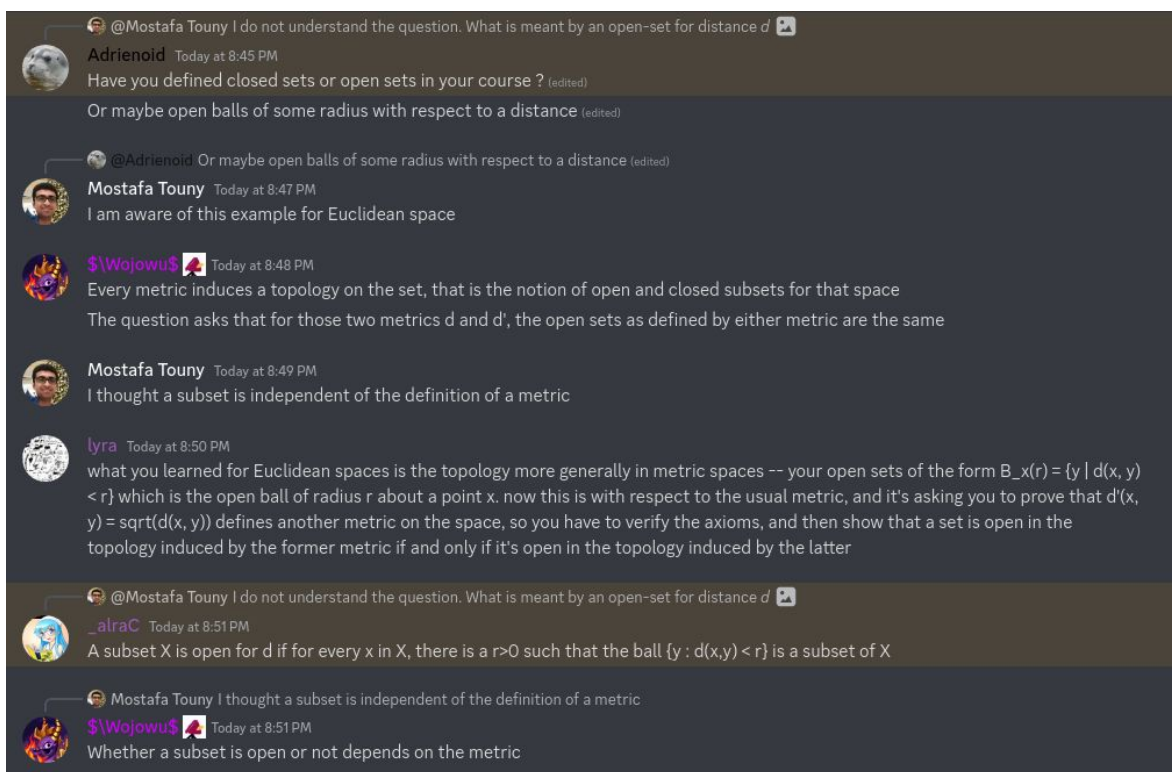 @Mostafa Touny I do not understand the question. What is meant by an open-set for distance d
Adrienoid Today at 8:45 PM
Have you defined closed sets or open sets in your course ? (edited)
Or maybe open balls of some radius with respect to a distance (edited)
@Adrienoid Or maybe open balls of some radius with respect to a distance (edited)
Mostafa Touny Today at 8:47 PM
I am aware of this example for Euclidean space
$\Wojowu$ Today at 8:48 PM
Every metric induces a topology on the set, that is the notion of open and closed subsets for that space
The question asks that for those two metrics d and d', the open sets as defined by either metric are the same
Mostafa Touny Today at 8:49 PM
I thought a subset is independent of the definition of a metric
lyra Today at 8:50 PM
what you learned for Euclidean spaces is the topology more generally in metric spaces -- your open sets of the form B_x(r) = {y | d(x, y)
< r} which is the open ball of radius r about a point x. now this is with respect to the usual metric, and it's asking you to prove that d'(x,
y) = sqrt(d(x, y)) defines another metric on the space, so you have to verify the axioms, and then show that a set is open in the
topology induced by the former metric if and only if it's open in the topology induced by the latter
@Mostafa Touny I do not understand the question. What is meant by an open-set for distance d
_alraC Today at 8:51 PM
A subset X is open for d if for every x in X, there is a r>0 such that the ball {y : d(x,y) < r} is a subset of X
Mostafa Touny I thought a subset is independent of the definition of a metric
$\Wojowu$ Today at 8:51 PM
Whether a subset is open or not depends on the metric